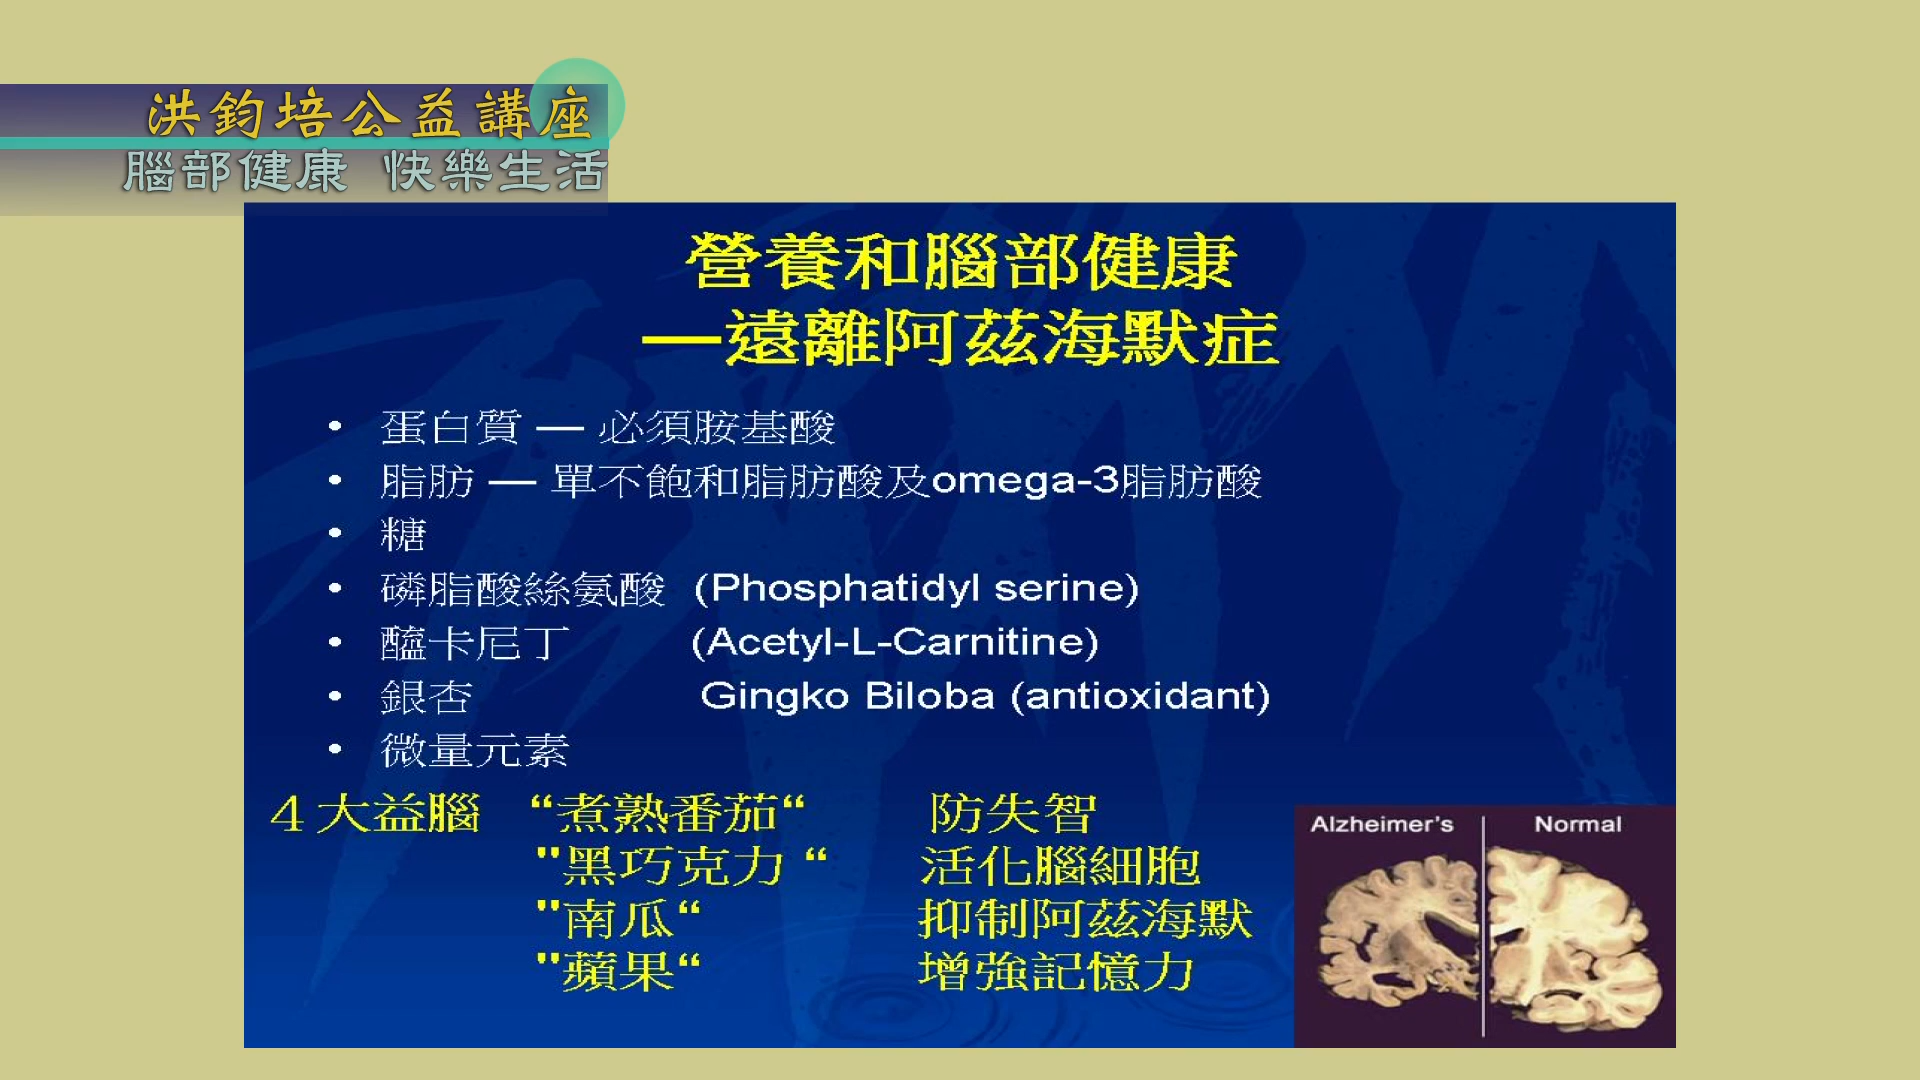 洪鈞培公益講座
腦部健康 快樂生活
營養和腦部健康
—遠離阿茲海默症
• 蛋白質 — 必須胺基酸
• 脂肪 — 單不飽和脂肪酸及omega-3脂肪酸
• 糖
• 磷脂酸絲氨酸 (Phosphatidyl serine)
• 醯卡尼丁 (Acetyl-L-Carnitine)
• 銀杏 Gingko Biloba (antioxidant)
• 微量元素
４大益腦 “煮熟番茄“ 防失智
"黑巧克力 “ 活化腦細胞
"南瓜“ 抑制阿茲海默
"蘋果“ 增強記憶力
Alzheimer's Normal